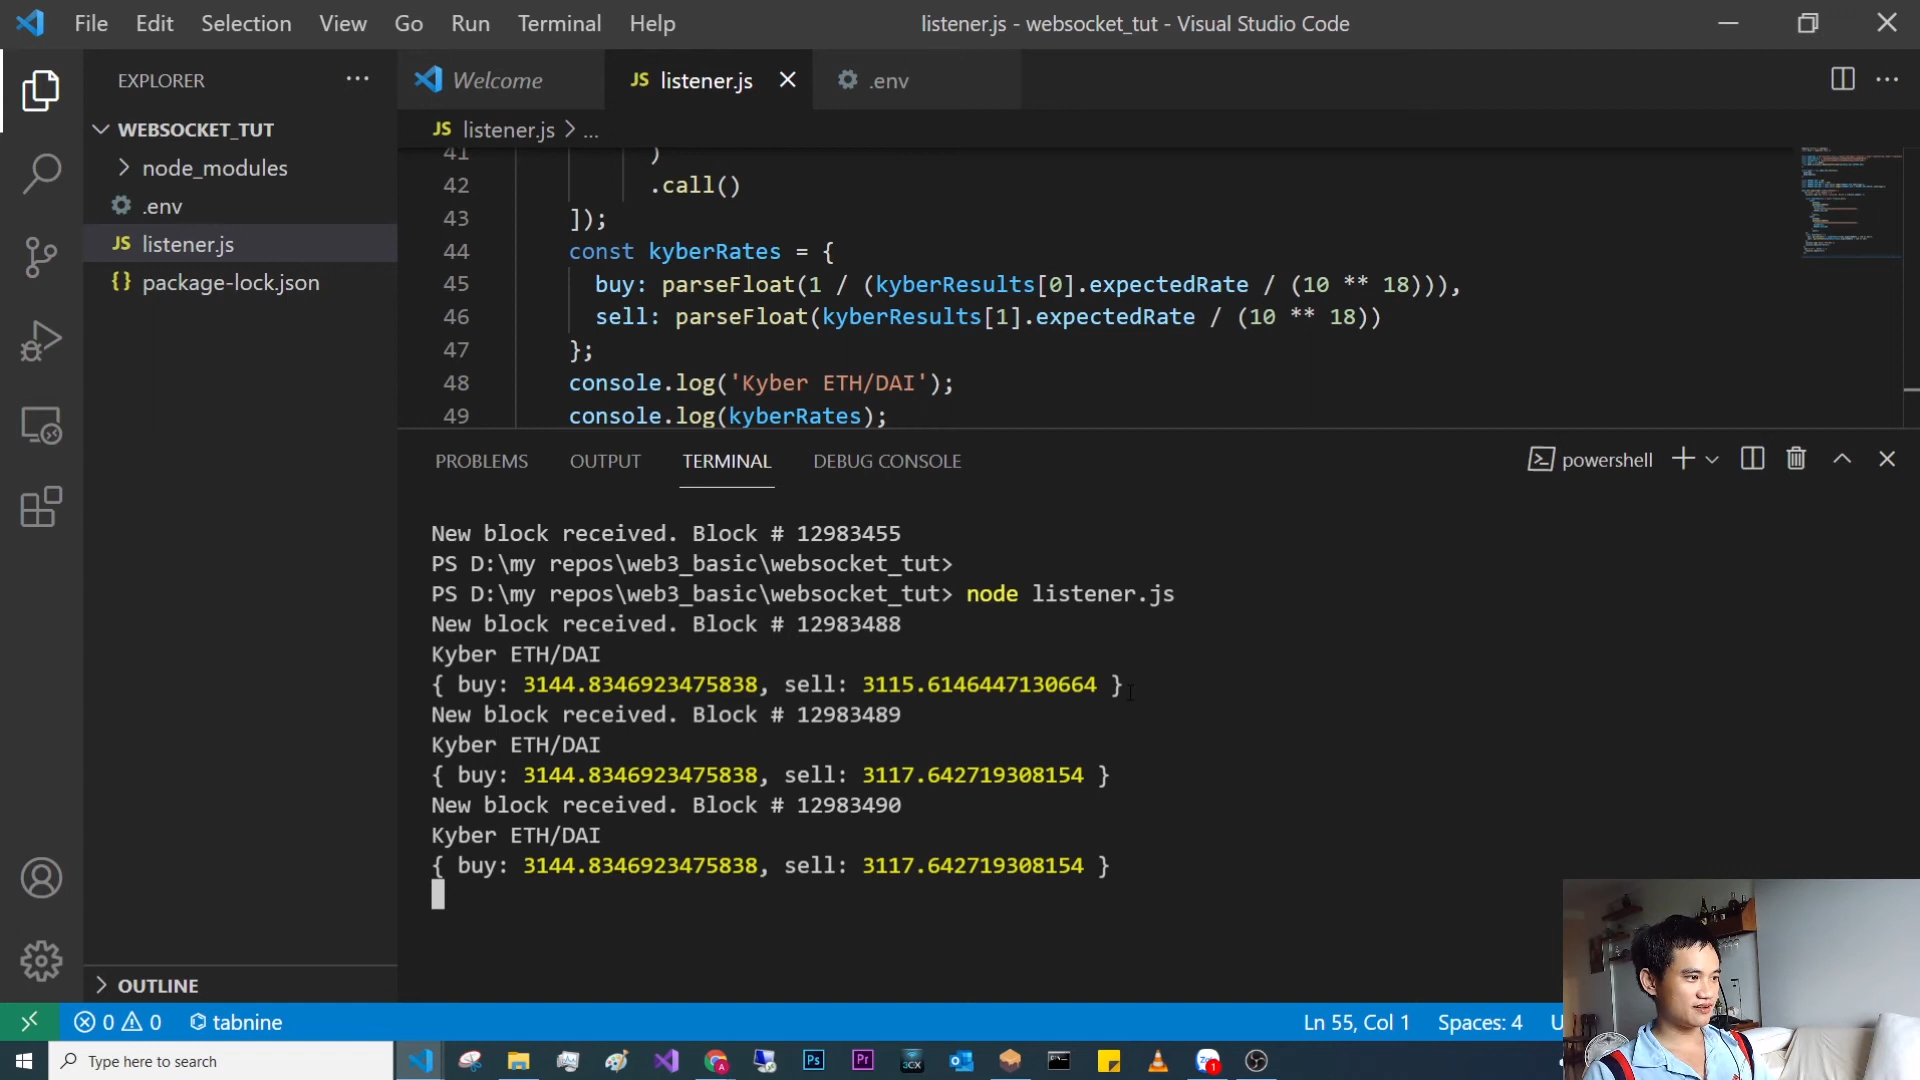 File Edit Selection View Go Run Terminal Help
listener.js - websocket_tut - Visual Studio Code
EXPLORER
WEBSOCKET_TUT
node_modules
.env
JS listener.js
{} package-lock.json
OUTLINE
Welcome
JS listener.js
.env
JS listener.js > ...
41 )
42 .call()
43 ]);
44 const kyberRates = {
45 buy: parseFloat(1 / (kyberResults[0].expectedRate / (10 ** 18))),
46 sell: parseFloat(kyberResults[1].expectedRate / (10 ** 18))
47 };
48 console.log('Kyber ETH/DAI');
49 console.log(kyberRates);
PROBLEMS OUTPUT TERMINAL DEBUG CONSOLE
powershell
New block received. Block # 12983455
PS D:\my repos\web3_basic\websocket_tut>
PS D:\my repos\web3_basic\websocket_tut> node listener.js
New block received. Block # 12983488
Kyber ETH/DAI
{ buy: 3144.8346923475838, sell: 3115.6146447130664 }
New block received. Block # 12983489
Kyber ETH/DAI
{ buy: 3144.8346923475838, sell: 3117.642719308154 }
New block received. Block # 12983490
Kyber ETH/DAI
{ buy: 3144.8346923475838, sell: 3117.642719308154 }
0 0 tabnine
Ln 55, Col 1 Spaces: 4 U
Type here to search
Ps
Pr
3CX
1